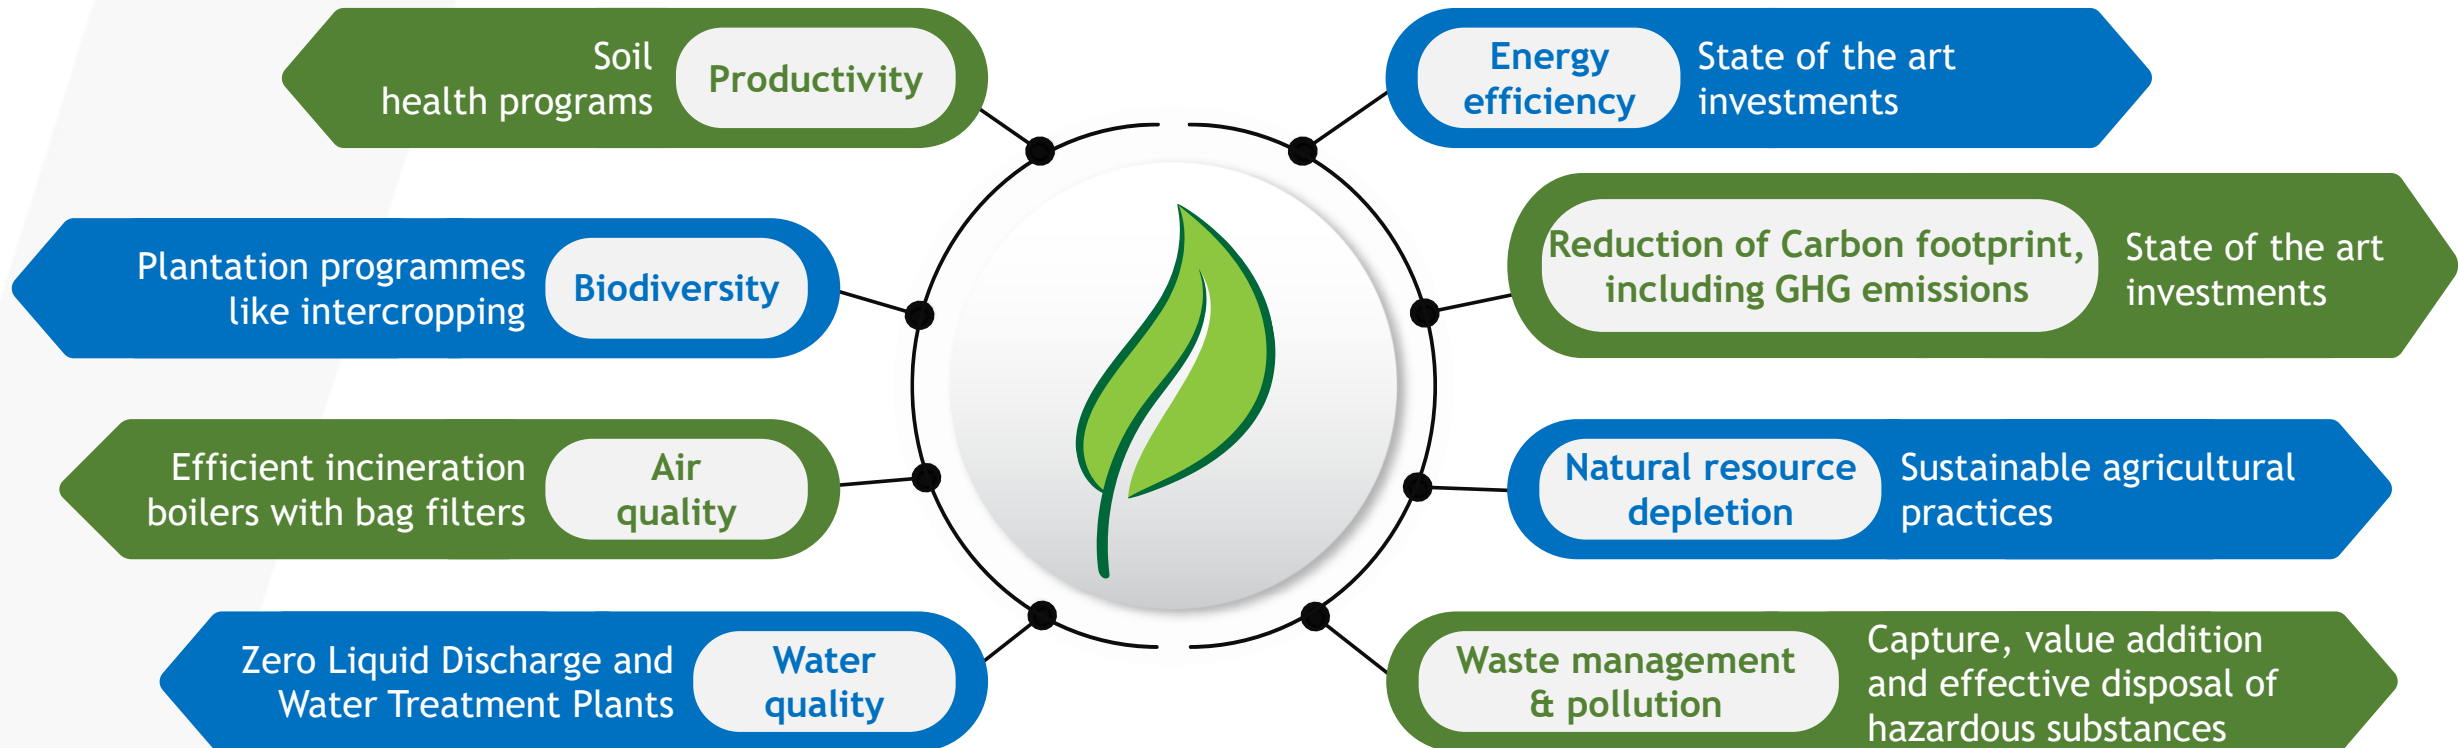 Soil
health programs
Productivity
Plantation programmes
like intercropping
Biodiversity
Efficient incineration
boilers with bag filters
Air
quality
Zero Liquid Discharge and
Water Treatment Plants
Water
quality
Energy
efficiency
State of the art
investments
Reduction of Carbon footprint,
including GHG emissions
State of the art
investments
Natural resource
depletion
Sustainable agricultural
practices
Waste management
& pollution
Capture, value addition
and effective disposal of
hazardous substances